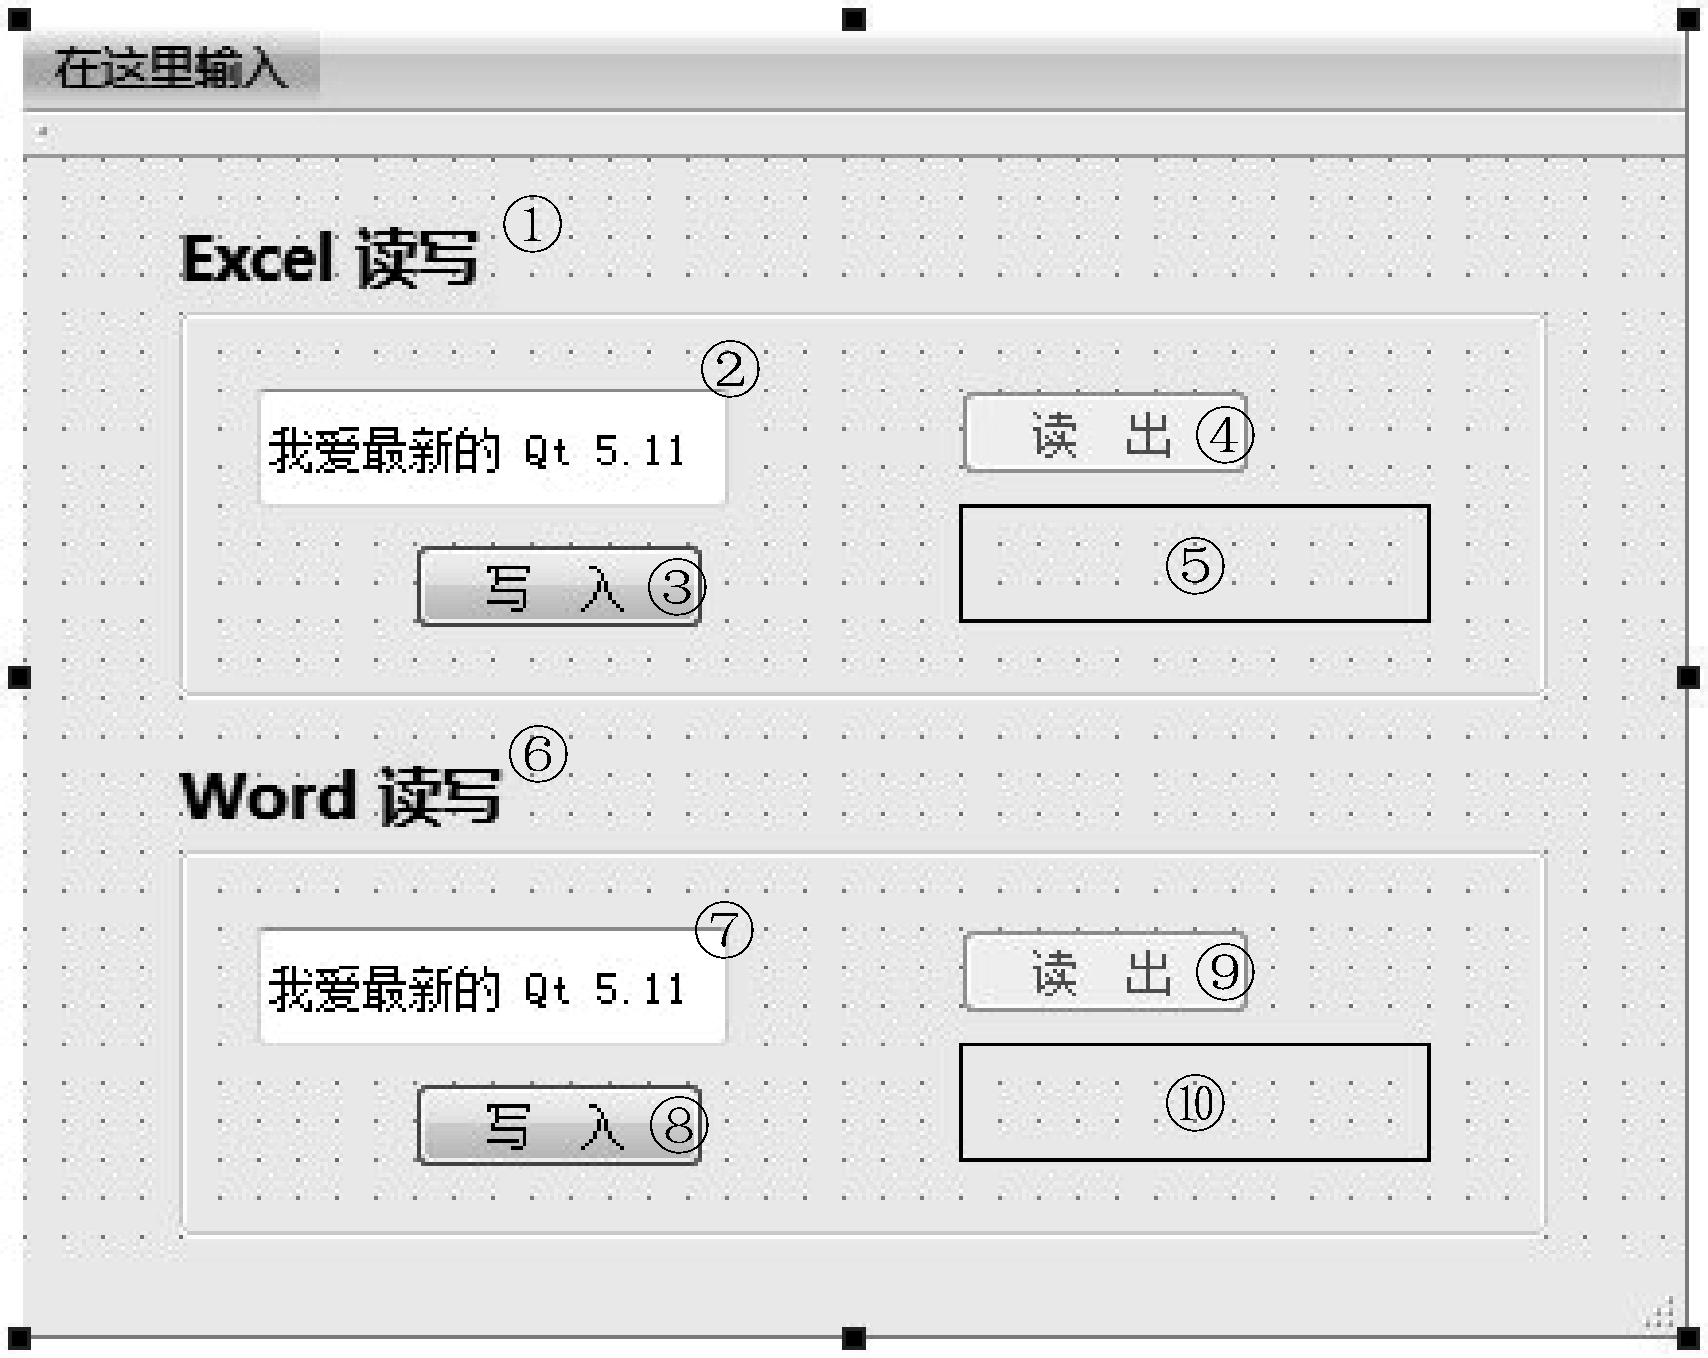 在这里输入
Excel 读写 ①
②
我爱最新的 Qt 5.11
读 出 ④
写 入 ③
⑤
Word 读写 ⑥
⑦
我爱最新的 Qt 5.11
读 出 ⑨
写 入 ⑧
⑩